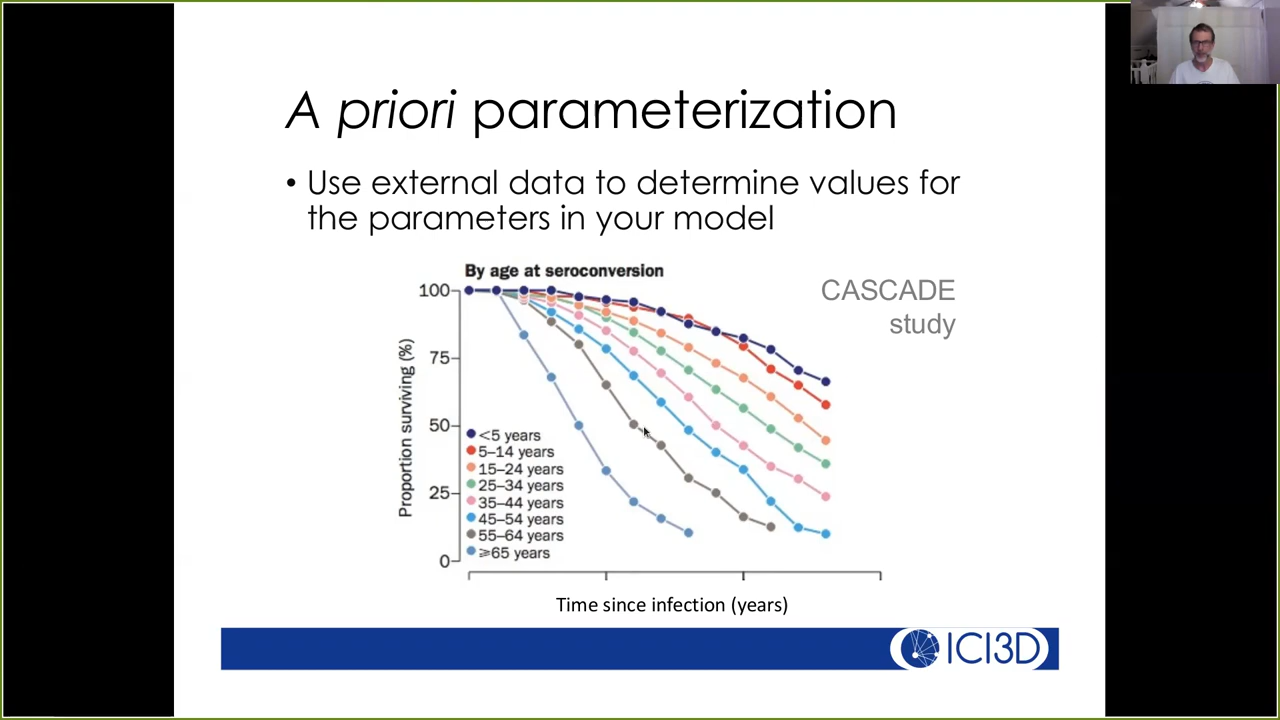 A priori parameterization
• Use external data to determine values for
the parameters in your model
By age at seroconversion
CASCADE
study
Proportion surviving (%)
100
75
50
25
0
<5 years
5–14 years
15–24 years
25–34 years
35–44 years
45–54 years
55–64 years
⩾65 years
Time since infection (years)
ICI3D